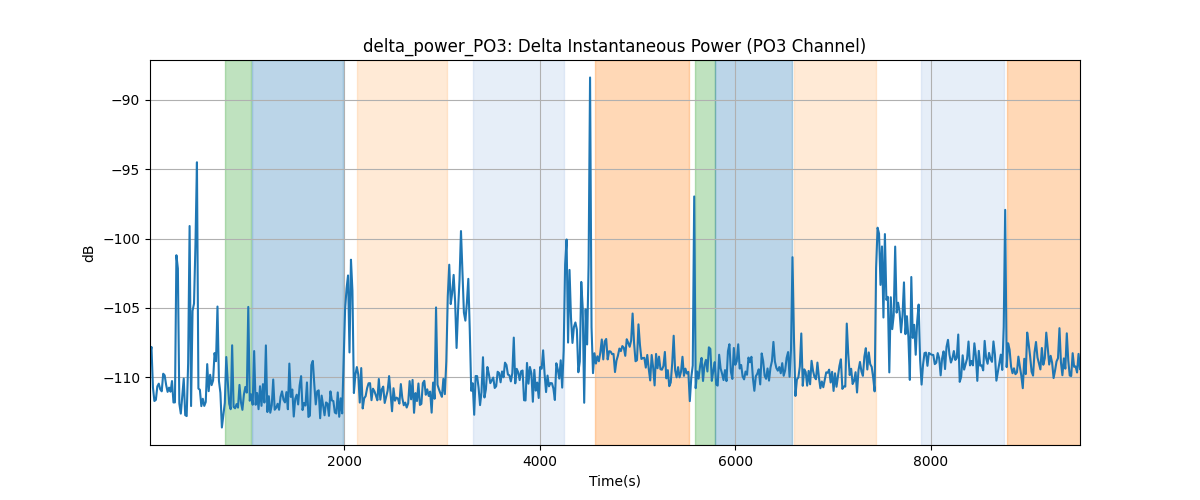 delta_power_PO3: Delta Instantaneous Power (PO3 Channel)
−90
−95
−100
−105
−110
dB
2000 4000 6000 8000
Time(s)